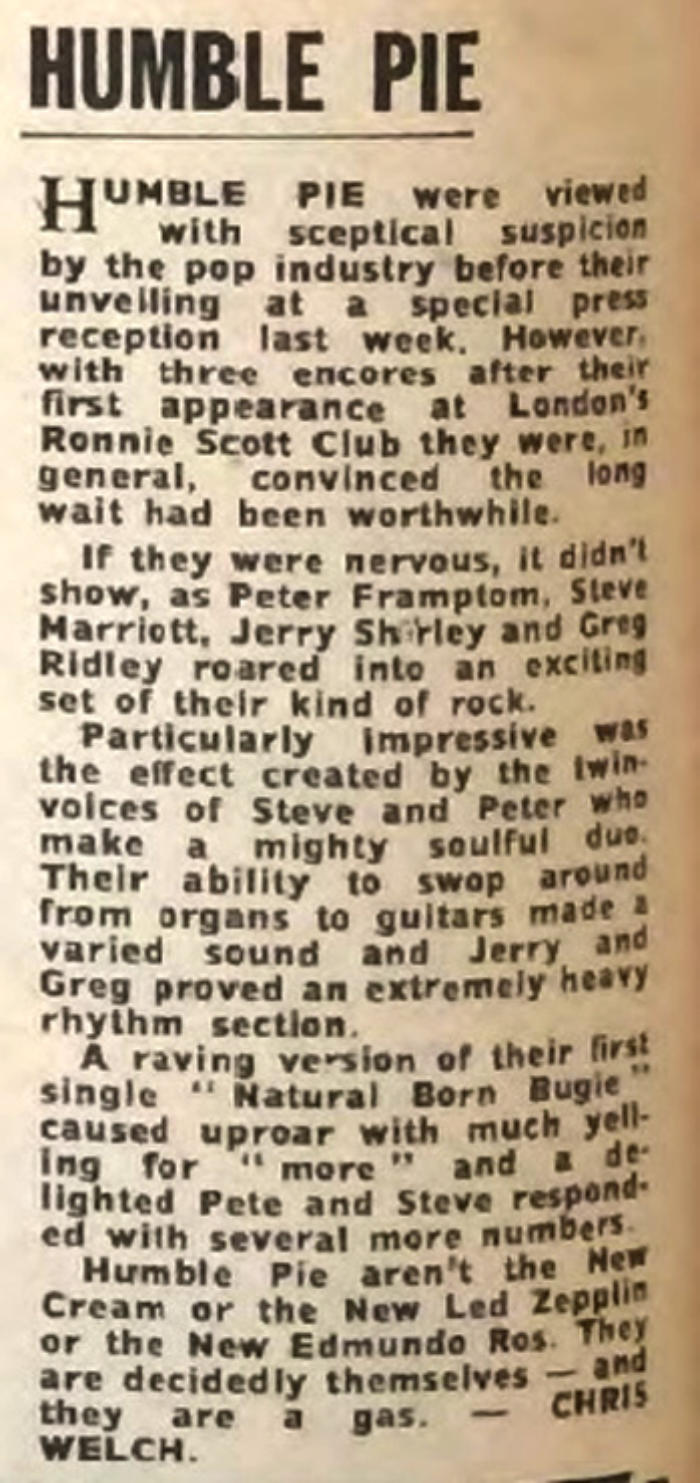 HUMBLE PIE
HUMBLE PIE were viewed
with sceptical suspicion
by the pop industry before their
unveiling at a special press
reception last week. However,
with three encores after their
first appearance at London's
Ronnie Scott Club they were, in
general, convinced the long
wait had been worthwhile.
If they were nervous, it didn't
show, as Peter Framptom, Steve
Marriott, Jerry Shirley and Greg
Ridley roared into an exciting
set of their kind of rock.
Particularly impressive was
the effect created by the twin-
voices of Steve and Peter who
make a mighty soulful duo.
Their ability to swop around
from organs to guitars made a
varied sound and Jerry and
Greg proved an extremely heavy
rhythm section.
A raving version of their first
single "Natural Born Bugie"
caused uproar with much yell-
ing for "more" and a de-
lighted Pete and Steve respond-
ed with several more numbers.
Humble Pie aren't the New
Cream or the New Led Zepplin
or the New Edmundo Ros. They
are decidedly themselves — and
they are a gas. — CHRIS
WELCH.